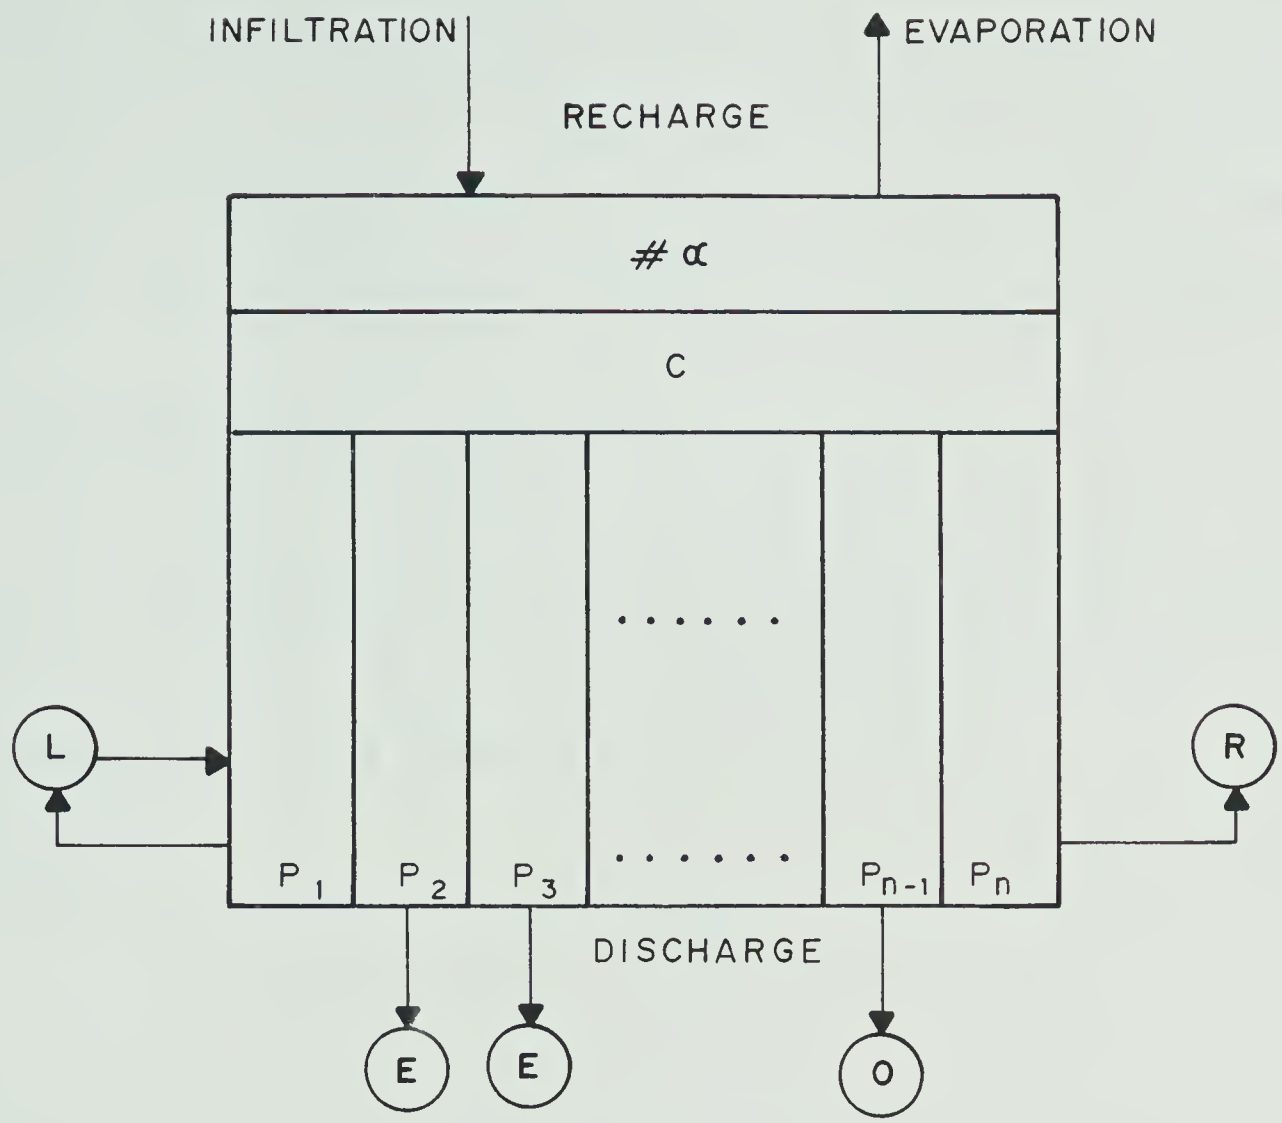 INFILTRATION EVAPORATION
RECHARGE
# α
C
......
L R
P1 P2 P3 ...... Pn-1 Pn
DISCHARGE
E E O